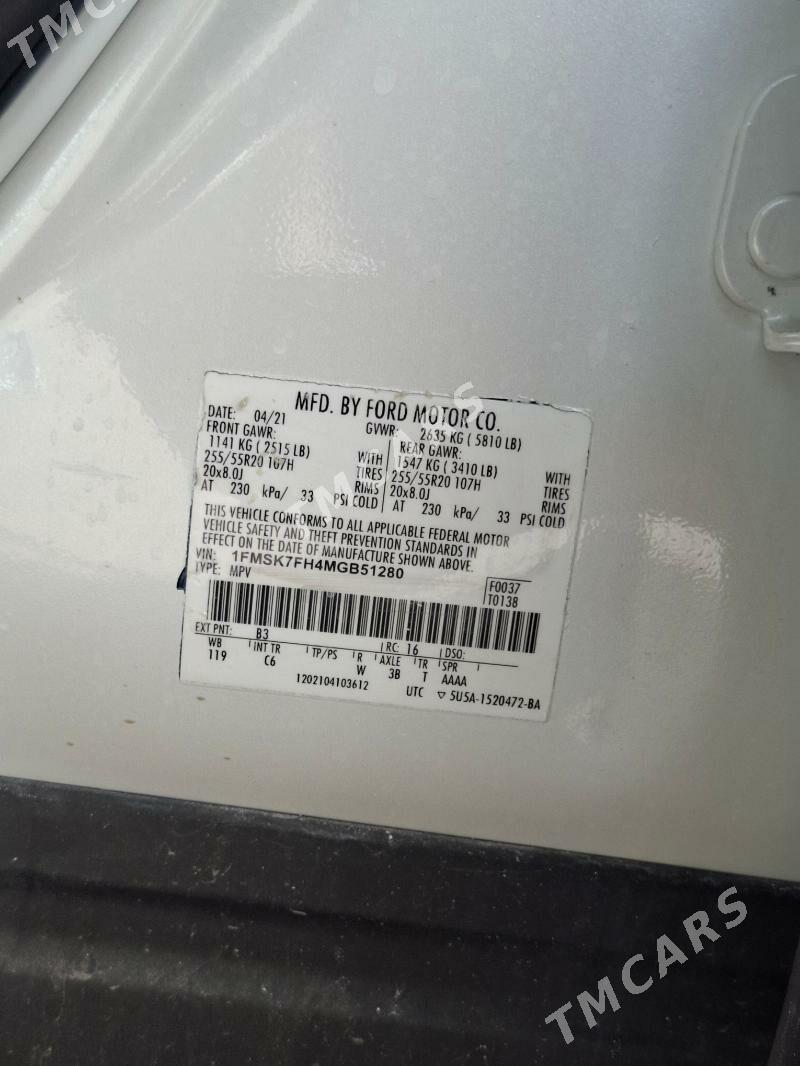 TMCARS
MFD. BY FORD MOTOR CO.
DATE: 04/21 GVWR: 2635 KG ( 5810 LB)
FRONT GAWR: REAR GAWR:
1141 KG ( 2515 LB) WITH 1547 KG ( 3410 LB) WITH
255/55R20 107H TIRES 255/55R20 107H TIRES
20x8.0J RIMS 20x8.0J RIMS
AT 230 kPa/ 33 PSI COLD AT 230 kPa/ 33 PSI COLD
THIS VEHICLE CONFORMS TO ALL APPLICABLE FEDERAL MOTOR
VEHICLE SAFETY AND THEFT PREVENTION STANDARDS IN
EFFECT ON THE DATE OF MANUFACTURE SHOWN ABOVE.
VIN: 1FMSK7FH4MGB51280
TYPE: MPV F0037
T0138
EXT PNT: B3 RC: 16 DSO:
WB INT TR TP/PS R AXLE TR SPR
119 C6 W 3B T AAAA
1202104103612 UTC ▽ 5U5A-1520472-BA
TMCARS
TMCARS